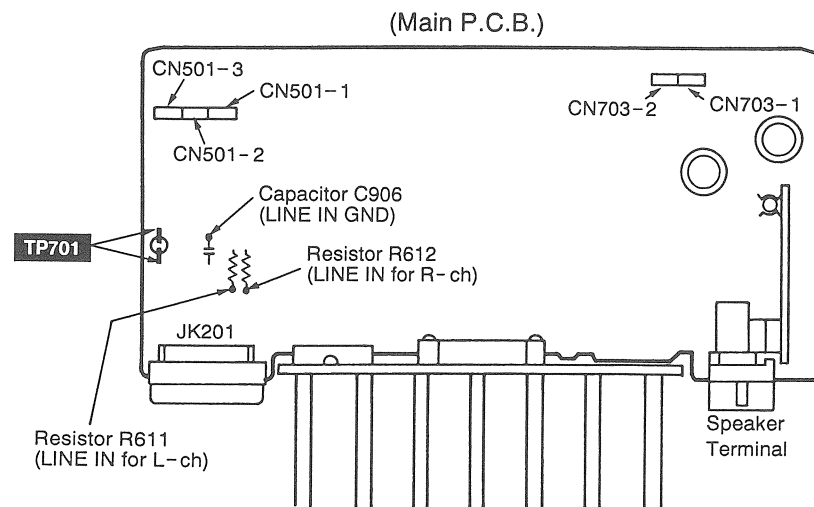 (Main P.C.B.)
CN501-3
CN501-1
CN501-2
CN703-2
CN703-1
Capacitor C906
(LINE IN GND)
TP701
Resistor R612
(LINE IN for R-ch)
JK201
Resistor R611
(LINE IN for L-ch)
Speaker
Terminal